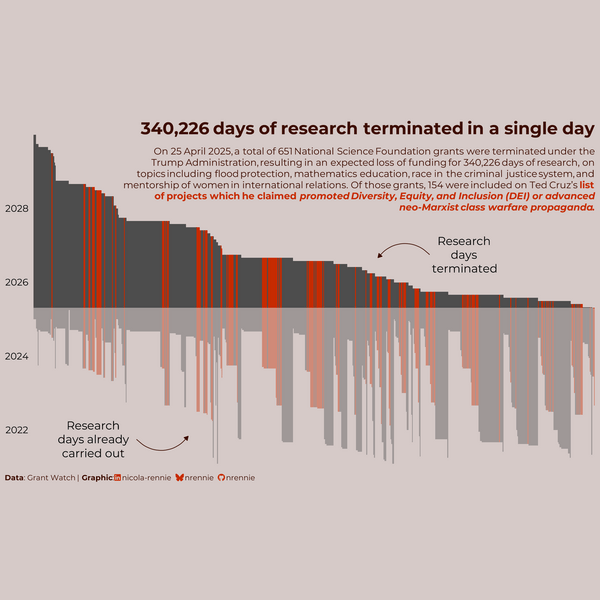 340,226 days of research terminated in a single day
On 25 April 2025, a total of 651 National Science Foundation grants were terminated under the
Trump Administration, resulting in an expected loss of funding for 340,226 days of research, on
topics including flood protection, mathematics education, race in the criminal justice system, and
mentorship of women in international relations. Of those grants, 154 were included on Ted Cruz's list
of projects which he claimed promoted Diversity, Equity, and Inclusion (DEI) or advanced
neo-Marxist class warfare propaganda.
2028
Research
days
terminated
2026
2024
2022
Research
days already
carried out
Data: Grant Watch | Graphic: nicola-rennie nrennie nrennie